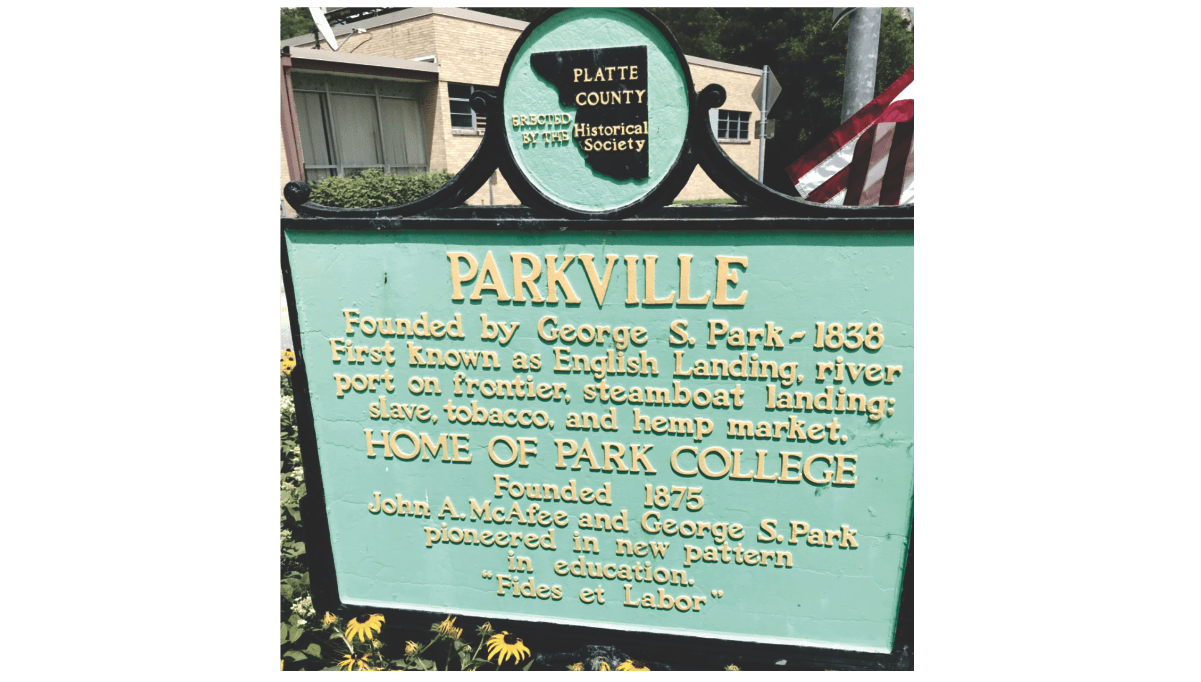 PLATTE
COUNTY
ERECTED
BY THE
Historical
Society
PARKVILLE
Founded by George S. Park - 1838
First known as English Landing, river
port on frontier, steamboat landing;
slave, tobacco, and hemp market.
HOME OF PARK COLLEGE
Founded 1875
John A. McAfee and George S. Park
pioneered in new pattern
in education.
"Fides et Labor"